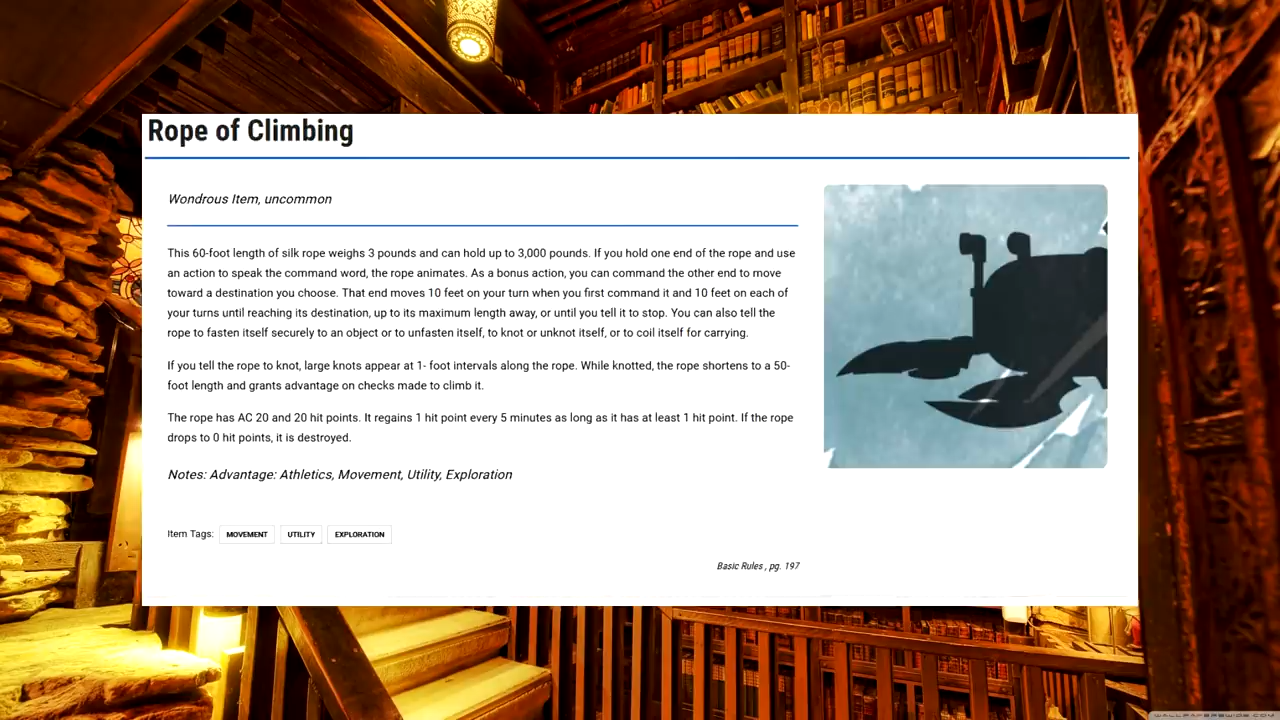 Rope of Climbing
Wondrous Item, uncommon
This 60-foot length of silk rope weighs 3 pounds and can hold up to 3,000 pounds. If you hold one end of the rope and use
an action to speak the command word, the rope animates. As a bonus action, you can command the other end to move
toward a destination you choose. That end moves 10 feet on your turn when you first command it and 10 feet on each of
your turns until reaching its destination, up to its maximum length away, or until you tell it to stop. You can also tell the
rope to fasten itself securely to an object or to unfasten itself, to knot or unknot itself, or to coil itself for carrying.
If you tell the rope to knot, large knots appear at 1- foot intervals along the rope. While knotted, the rope shortens to a 50-
foot length and grants advantage on checks made to climb it.
The rope has AC 20 and 20 hit points. It regains 1 hit point every 5 minutes as long as it has at least 1 hit point. If the rope
drops to 0 hit points, it is destroyed.
Notes: Advantage: Athletics, Movement, Utility, Exploration
Item Tags: MOVEMENT UTILITY EXPLORATION
Basic Rules , pg. 197
WALLPAPERSWIDE.COM